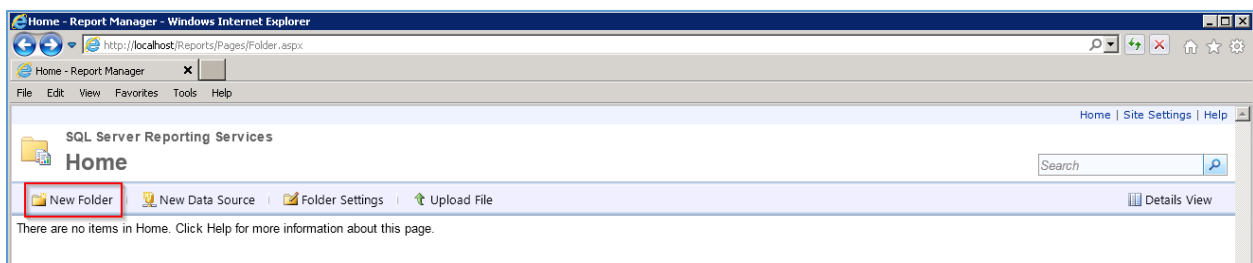 Home - Report Manager - Windows Internet Explorer
http://localhost/Reports/Pages/Folder.aspx
Home - Report Manager
File Edit View Favorites Tools Help
Home | Site Settings | Help
SQL Server Reporting Services
Home
Search
New Folder New Data Source Folder Settings Upload File Details View
There are no items in Home. Click Help for more information about this page.